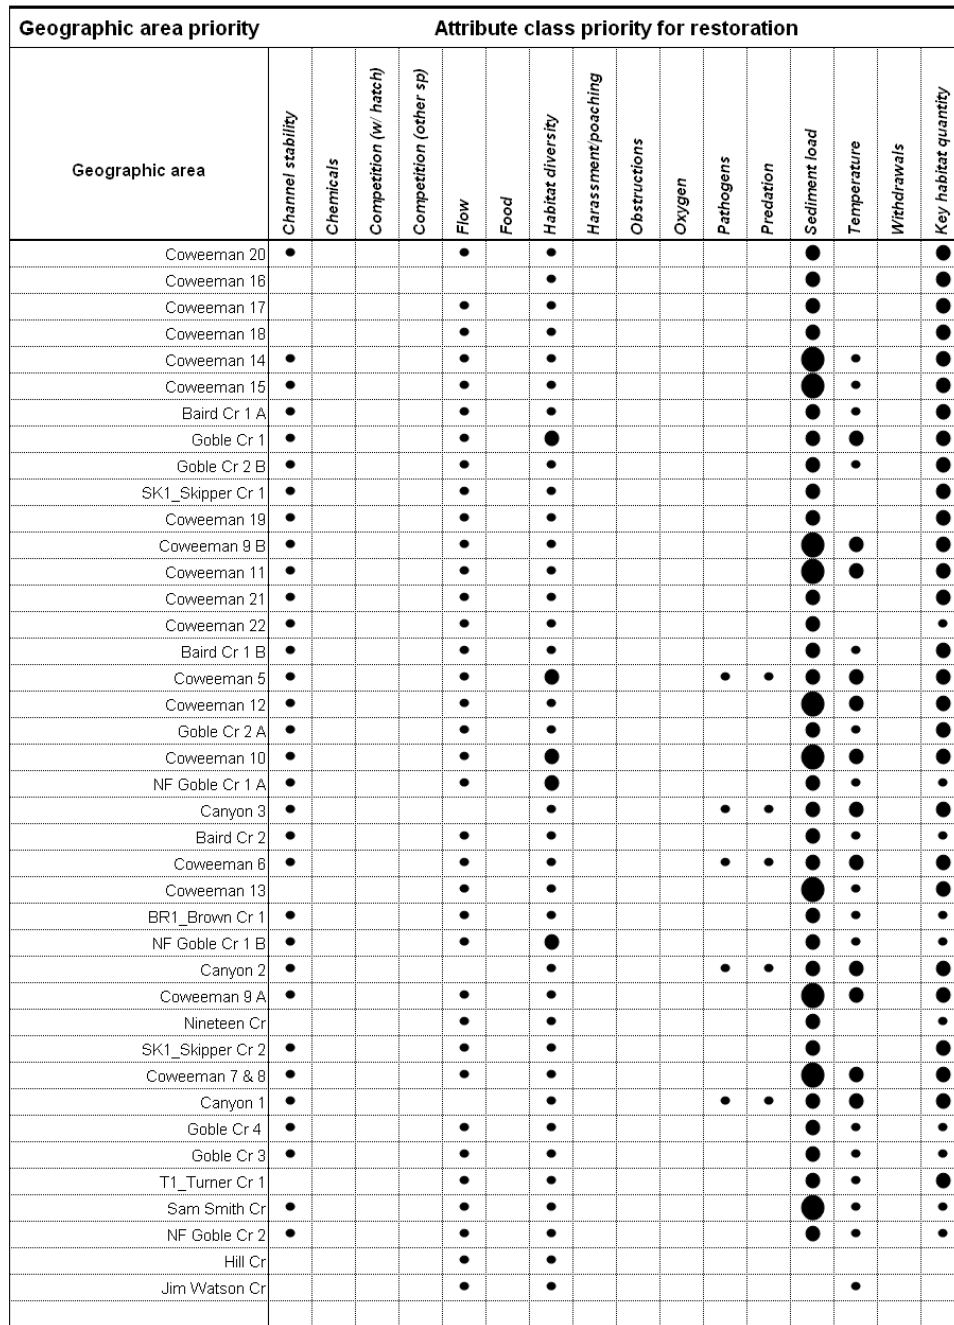 Geographic area priority
Attribute class priority for restoration
Geographic area
Channel stability
Chemicals
Competition (w/ hatch)
Competition (other sp)
Flow
Food
Habitat diversity
Harassment/poaching
Obstructions
Oxygen
Pathogens
Predation
Sediment load
Temperature
Withdrawals
Key habitat quantity
Coweeman 20
Coweeman 16
Coweeman 17
Coweeman 18
Coweeman 14
Coweeman 15
Baird Cr 1 A
Goble Cr 1
Goble Cr 2 B
SK1_Skipper Cr 1
Coweeman 19
Coweeman 9 B
Coweeman 11
Coweeman 21
Coweeman 22
Baird Cr 1 B
Coweeman 5
Coweeman 12
Goble Cr 2 A
Coweeman 10
NF Goble Cr 1 A
Canyon 3
Baird Cr 2
Coweeman 6
Coweeman 13
BR1_Brown Cr 1
NF Goble Cr 1 B
Canyon 2
Coweeman 9 A
Nineteen Cr
SK1_Skipper Cr 2
Coweeman 7 & 8
Canyon 1
Goble Cr 4
Goble Cr 3
T1_Turner Cr 1
Sam Smith Cr
NF Goble Cr 2
Hill Cr
Jim Watson Cr